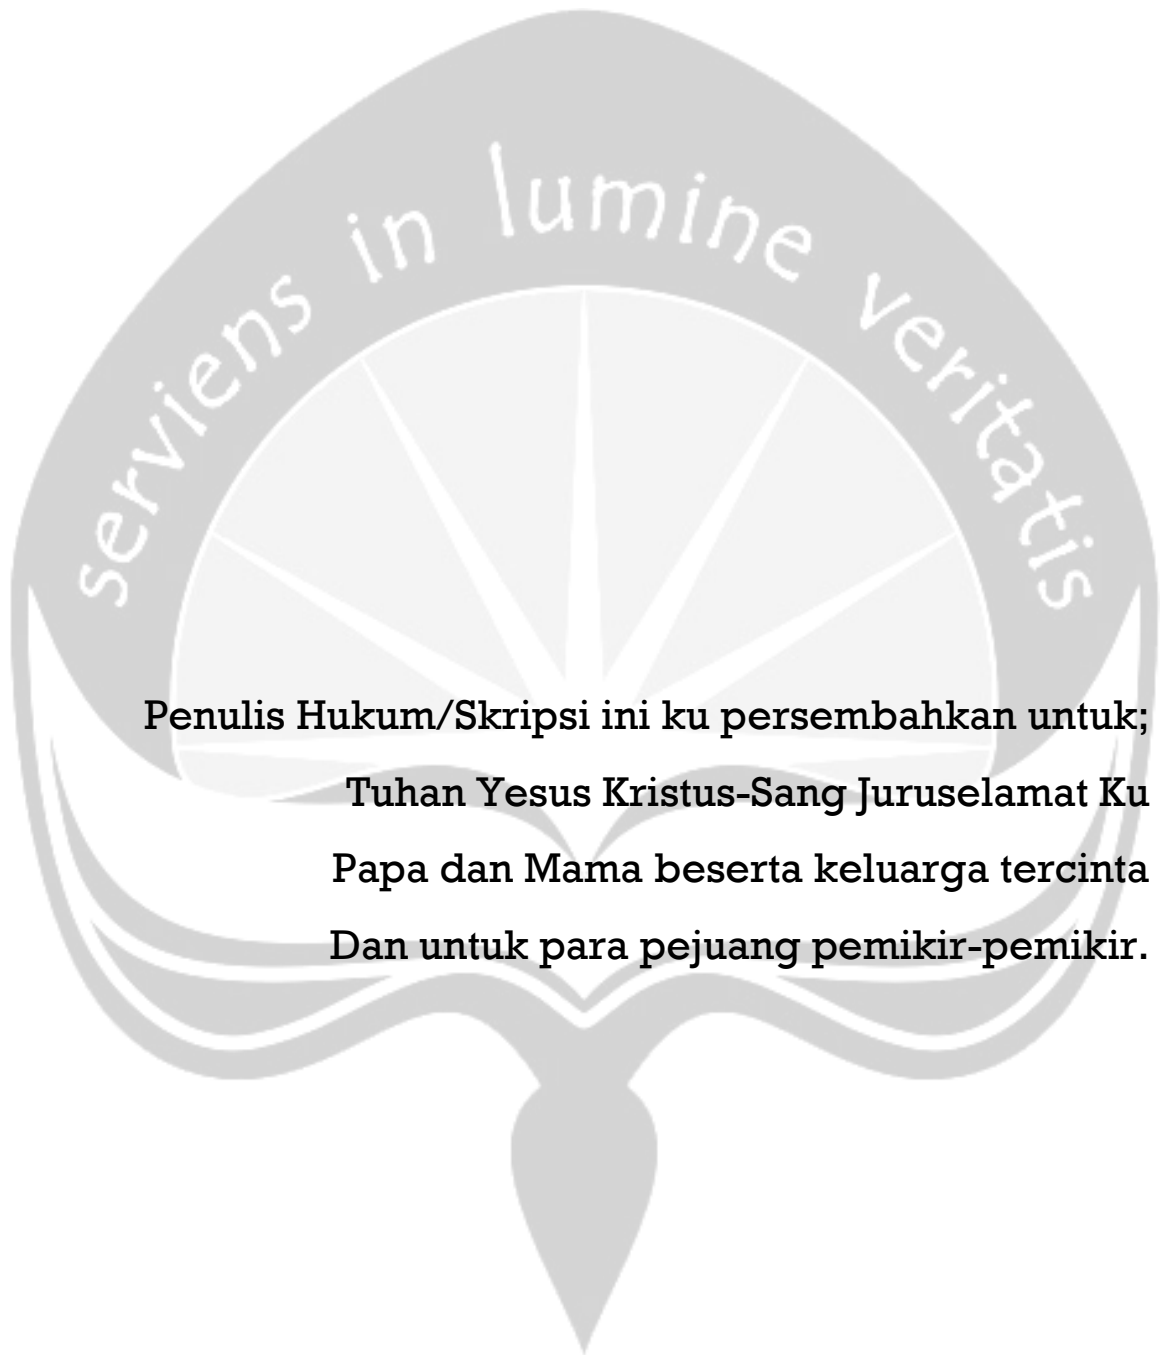 serviens in lumine veritatis
Penulis Hukum/Skripsi ini ku persembahkan untuk;
Tuhan Yesus Kristus-Sang Juruselamat Ku
Papa dan Mama beserta keluarga tercinta
Dan untuk para pejuang pemikir-pemikir.